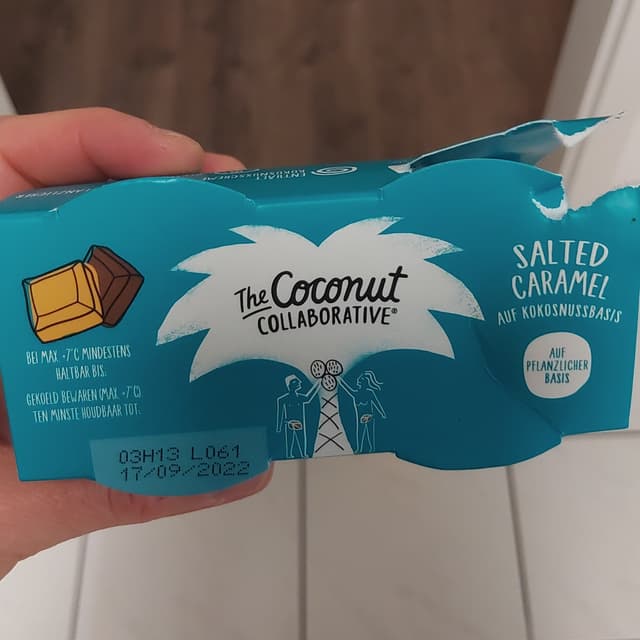 The Coconut
COLLABORATIVE®
SALTED
CARAMEL
AUF KOKOSNUSSBASIS
AUF
PFLANZLICHER
BASIS
BEI MAX +7°C MINDESTENS
HALTBAR BIS:
GEKOELD BEWAREN (MAX +7°C)
TEN MINSTE HOUDBAAR TOT:
03H13 L061
17/09/2022